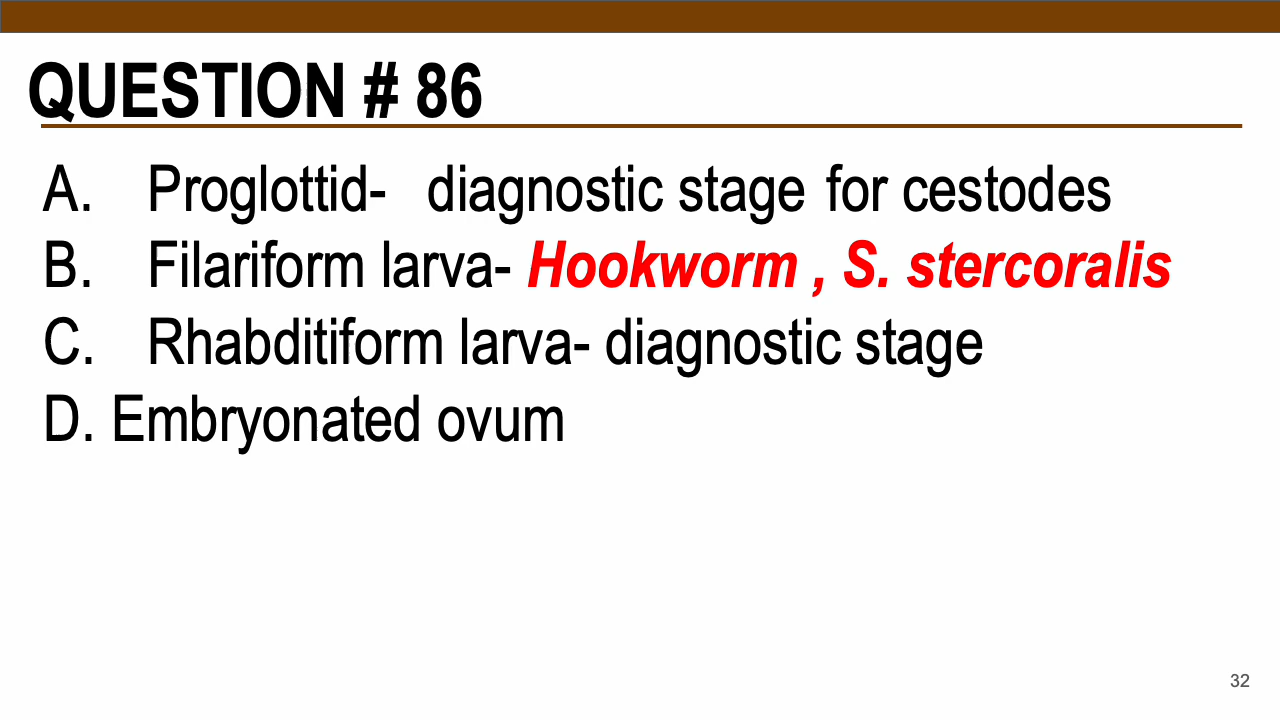 QUESTION # 86
A. Proglottid- diagnostic stage for cestodes
B. Filariform larva- Hookworm , S. stercoralis
C. Rhabditiform larva- diagnostic stage
D. Embryonated ovum
32